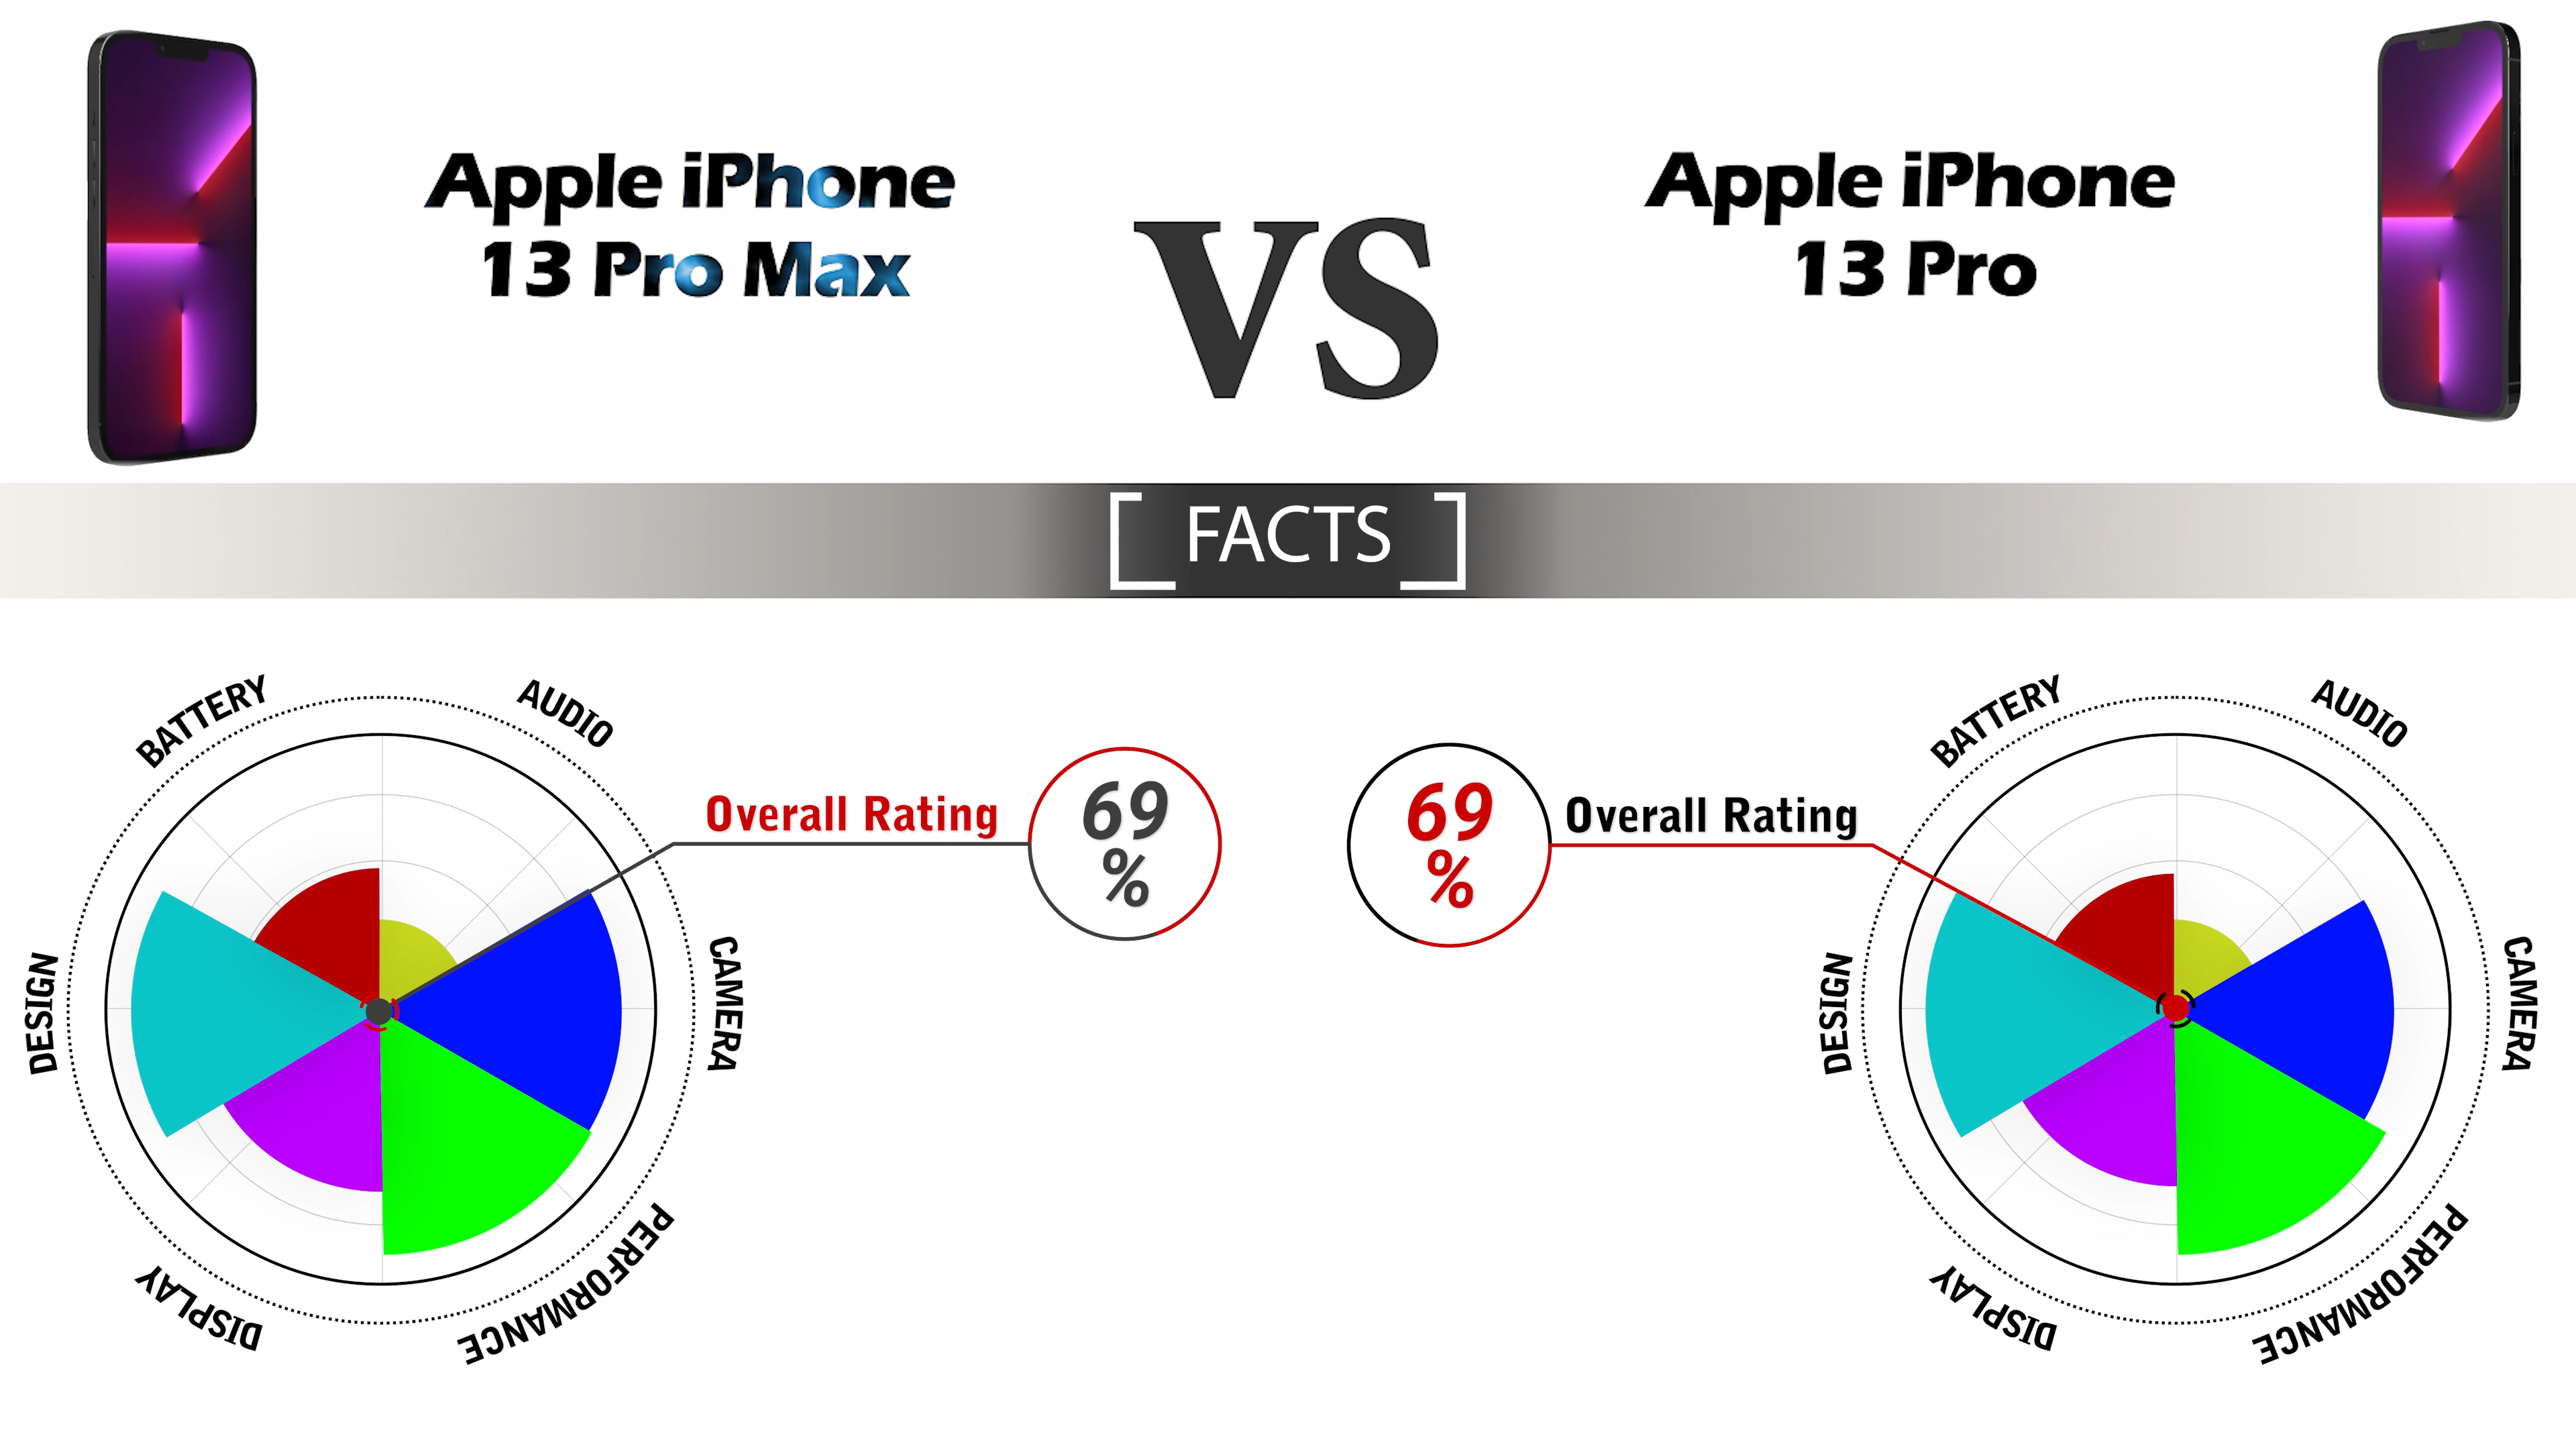 Apple iPhone
13 Pro Max
VS
Apple iPhone
13 Pro
[FACTS]
BATTERY
AUDIO
CAMERA
PERFORMANCE
DISPLAY
DESIGN
Overall Rating
69
%
69
%
Overall Rating
BATTERY
AUDIO
CAMERA
PERFORMANCE
DISPLAY
DESIGN